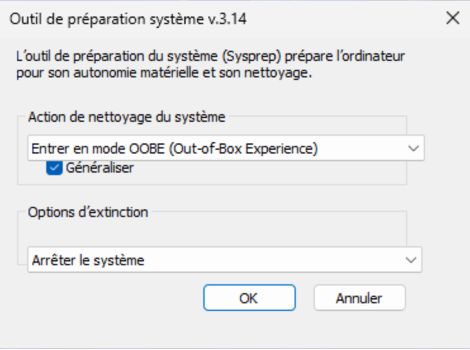 Outil de préparation système v.3.14
L’outil de préparation du système (Sysprep) prépare l’ordinateur
pour son autonomie matérielle et son nettoyage.
Action de nettoyage du système
Entrer en mode OOBE (Out-of-Box Experience)
Généraliser
Options d’extinction
Arrêter le système
OK
Annuler